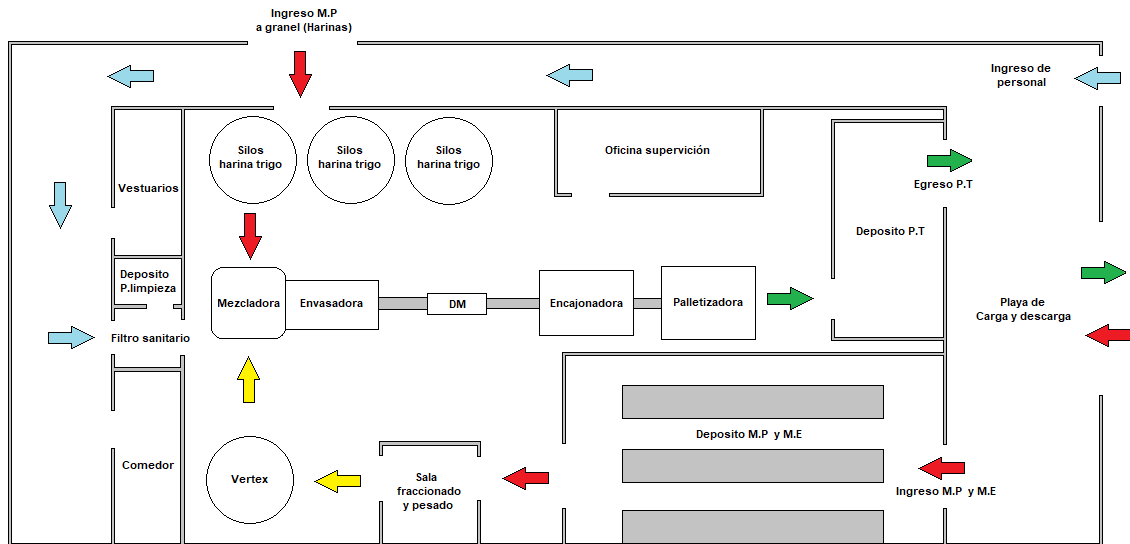 Ingreso M.P
a granel (Harinas)
Ingreso de
personal
Silos
harina trigo
Silos
harina trigo
Silos
harina trigo
Oficina supervición
Vestuarios
Egreso P.T
Deposito P.T
Deposito
P.limpieza
Mezcladora
Envasadora
DM
Encajonadora
Palletizadora
Playa de
Carga y descarga
Filtro sanitario
Deposito M.P y M.E
Comedor
Vertex
Sala
fraccionado
y pesado
Ingreso M.P y M.E